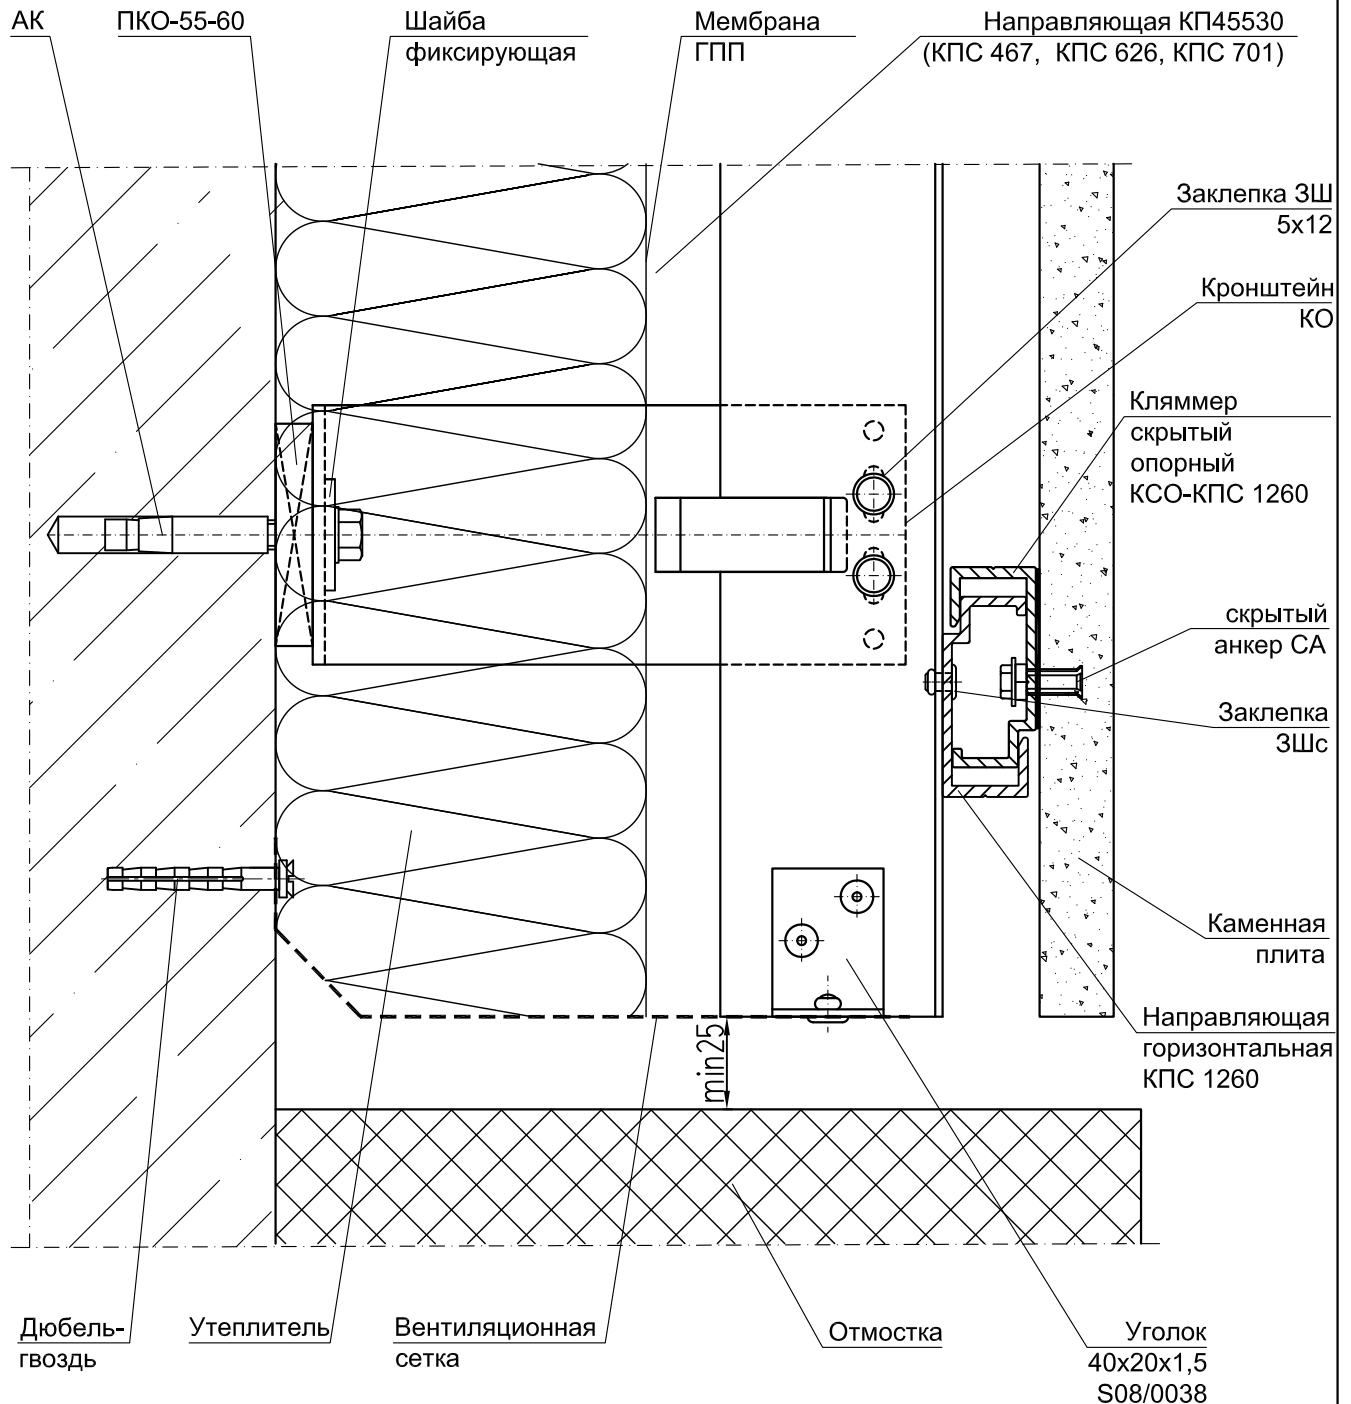 АК
ПКО-55-60
Шайба
фиксирующая
Мембрана
ГПП
Направляющая КП45530
(КПС 467, КПС 626, КПС 701)
Заклепка ЗШ
5х12
Кронштейн
КО
Кляммер
скрытый
опорный
КСО-КПС 1260
скрытый
анкер СА
Заклепка
ЗШс
Каменная
плита
Направляющая
горизонтальная
КПС 1260
min25
Дюбель-
гвоздь
Утеплитель
Вентиляционная
сетка
Отмостка
Уголок
40х20х1,5
S08/0038